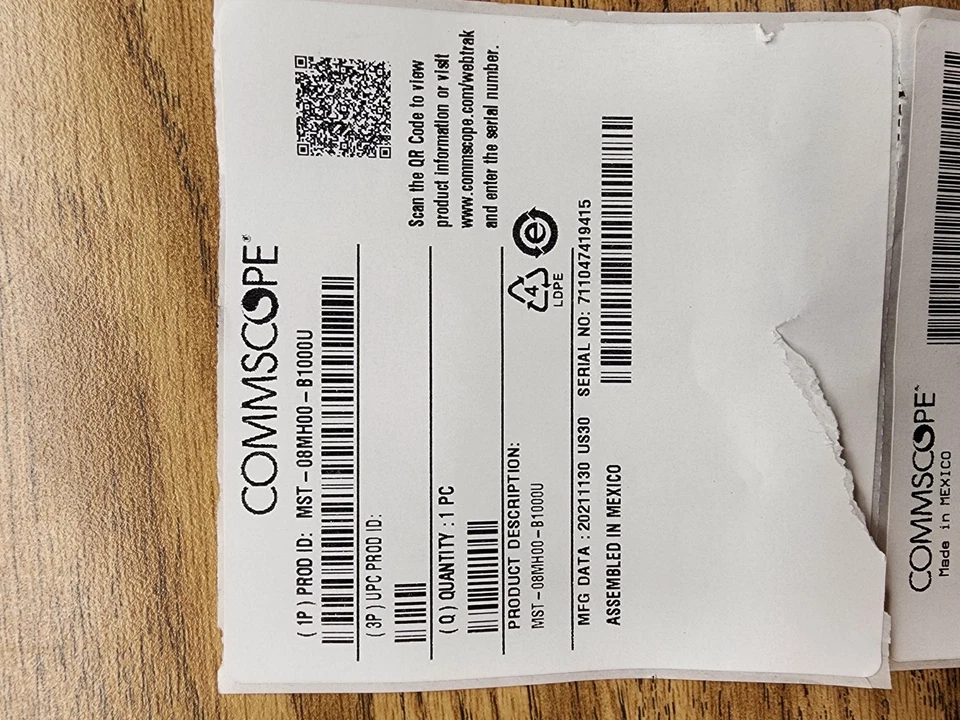 COMMSCOPE®
( 1P ) PROD ID: MST-08MH00-B1000U
( 3P ) UPC PROD ID:
( Q ) QUANTITY : 1 PC
Scan the QR Code to view
product information or visit
www.commscope.com/webtrak
and enter the serial number.
PRODUCT DESCRIPTION:
MST-08MH00-B1000U
4
LDPE
e
MFG DATA : 20211130 US30 SERIAL NO: 711047419415
ASSEMBLED IN MEXICO
COMMSCOPE
Made in MEXICO